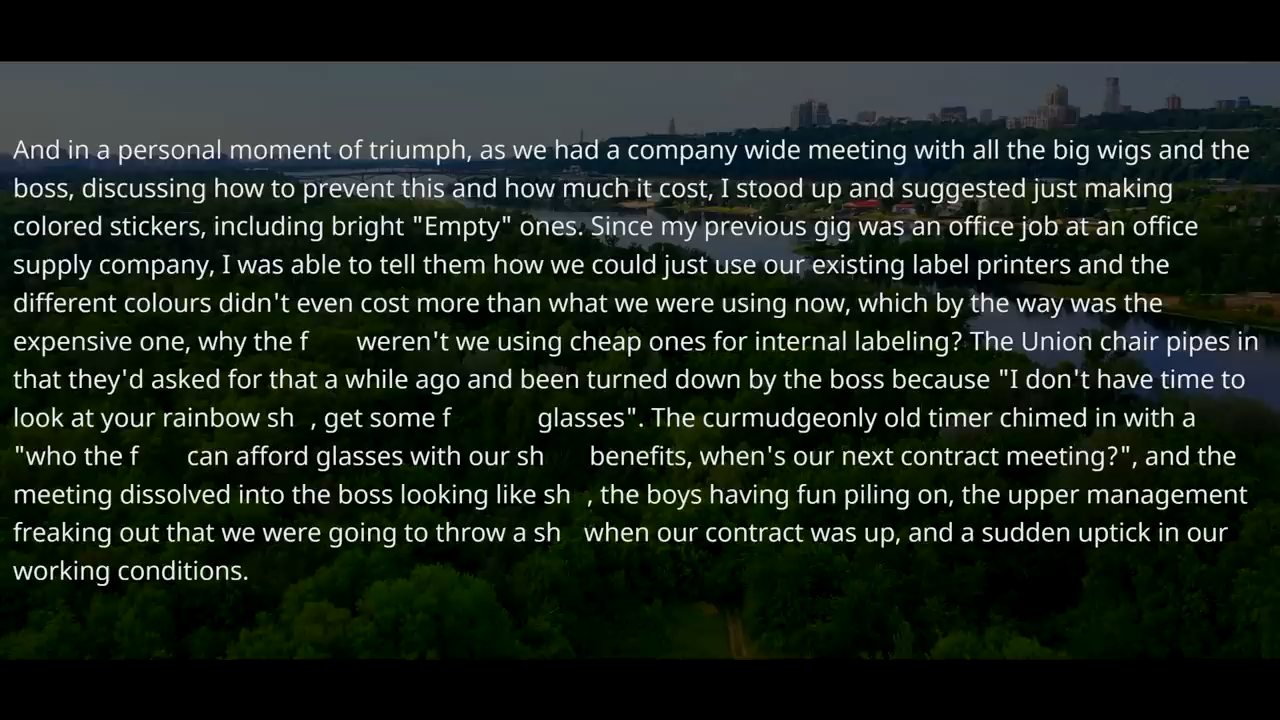 And in a personal moment of triumph, as we had a company wide meeting with all the big wigs and the
boss, discussing how to prevent this and how much it cost, I stood up and suggested just making
colored stickers, including bright "Empty" ones. Since my previous gig was an office job at an office
supply company, I was able to tell them how we could just use our existing label printers and the
different colours didn't even cost more than what we were using now, which by the way was the
expensive one, why the f weren't we using cheap ones for internal labeling? The Union chair pipes in
that they'd asked for that a while ago and been turned down by the boss because "I don't have time to
look at your rainbow sh , get some f glasses". The curmudgeonly old timer chimed in with a
"who the f can afford glasses with our sh benefits, when's our next contract meeting?", and the
meeting dissolved into the boss looking like sh , the boys having fun piling on, the upper management
freaking out that we were going to throw a sh when our contract was up, and a sudden uptick in our
working conditions.